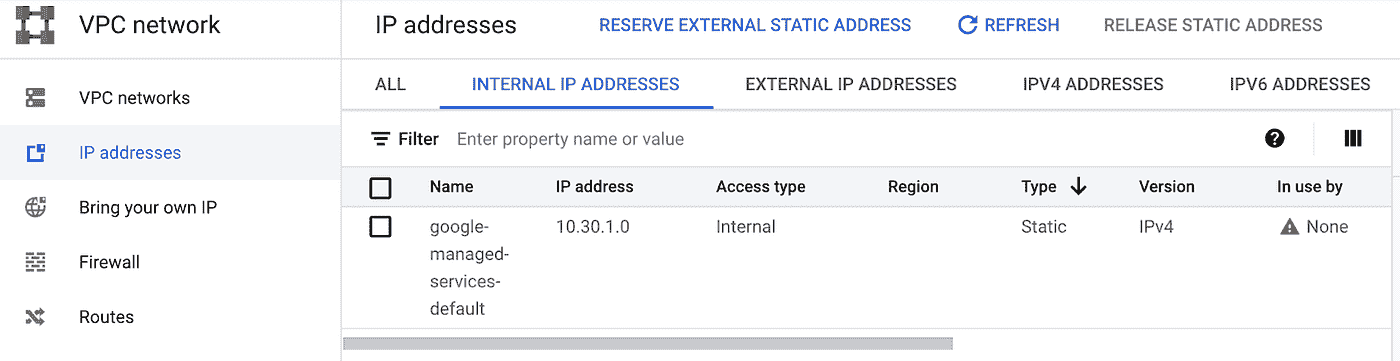 VPC network
IP addresses RESERVE EXTERNAL STATIC ADDRESS REFRESH RELEASE STATIC ADDRESS
VPC networks
IP addresses
Bring your own IP
Firewall
Routes
ALL INTERNAL IP ADDRESSES EXTERNAL IP ADDRESSES IPV4 ADDRESSES IPV6 ADDRESSES
Filter Enter property name or value
Name IP address Access type Region Type Version In use by
google- 10.30.1.0 Internal Static IPv4 None
managed-
services-
default